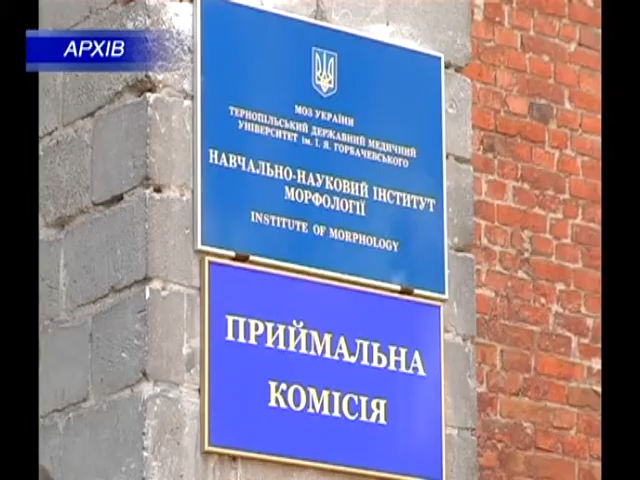 АРХІВ
МОЗ УКРАЇНИ
ТЕРНОПІЛЬСЬКИЙ ДЕРЖАВНИЙ МЕДИЧНИЙ
УНІВЕРСИТЕТ ім. І. Я. ГОРБАЧЕВСЬКОГО
НАВЧАЛЬНО-НАУКОВИЙ ІНСТИТУТ
МОРФОЛОГІЇ
INSTITUTE OF MORPHOLOGY
ПРИЙМАЛЬНА
КОМІСІЯ